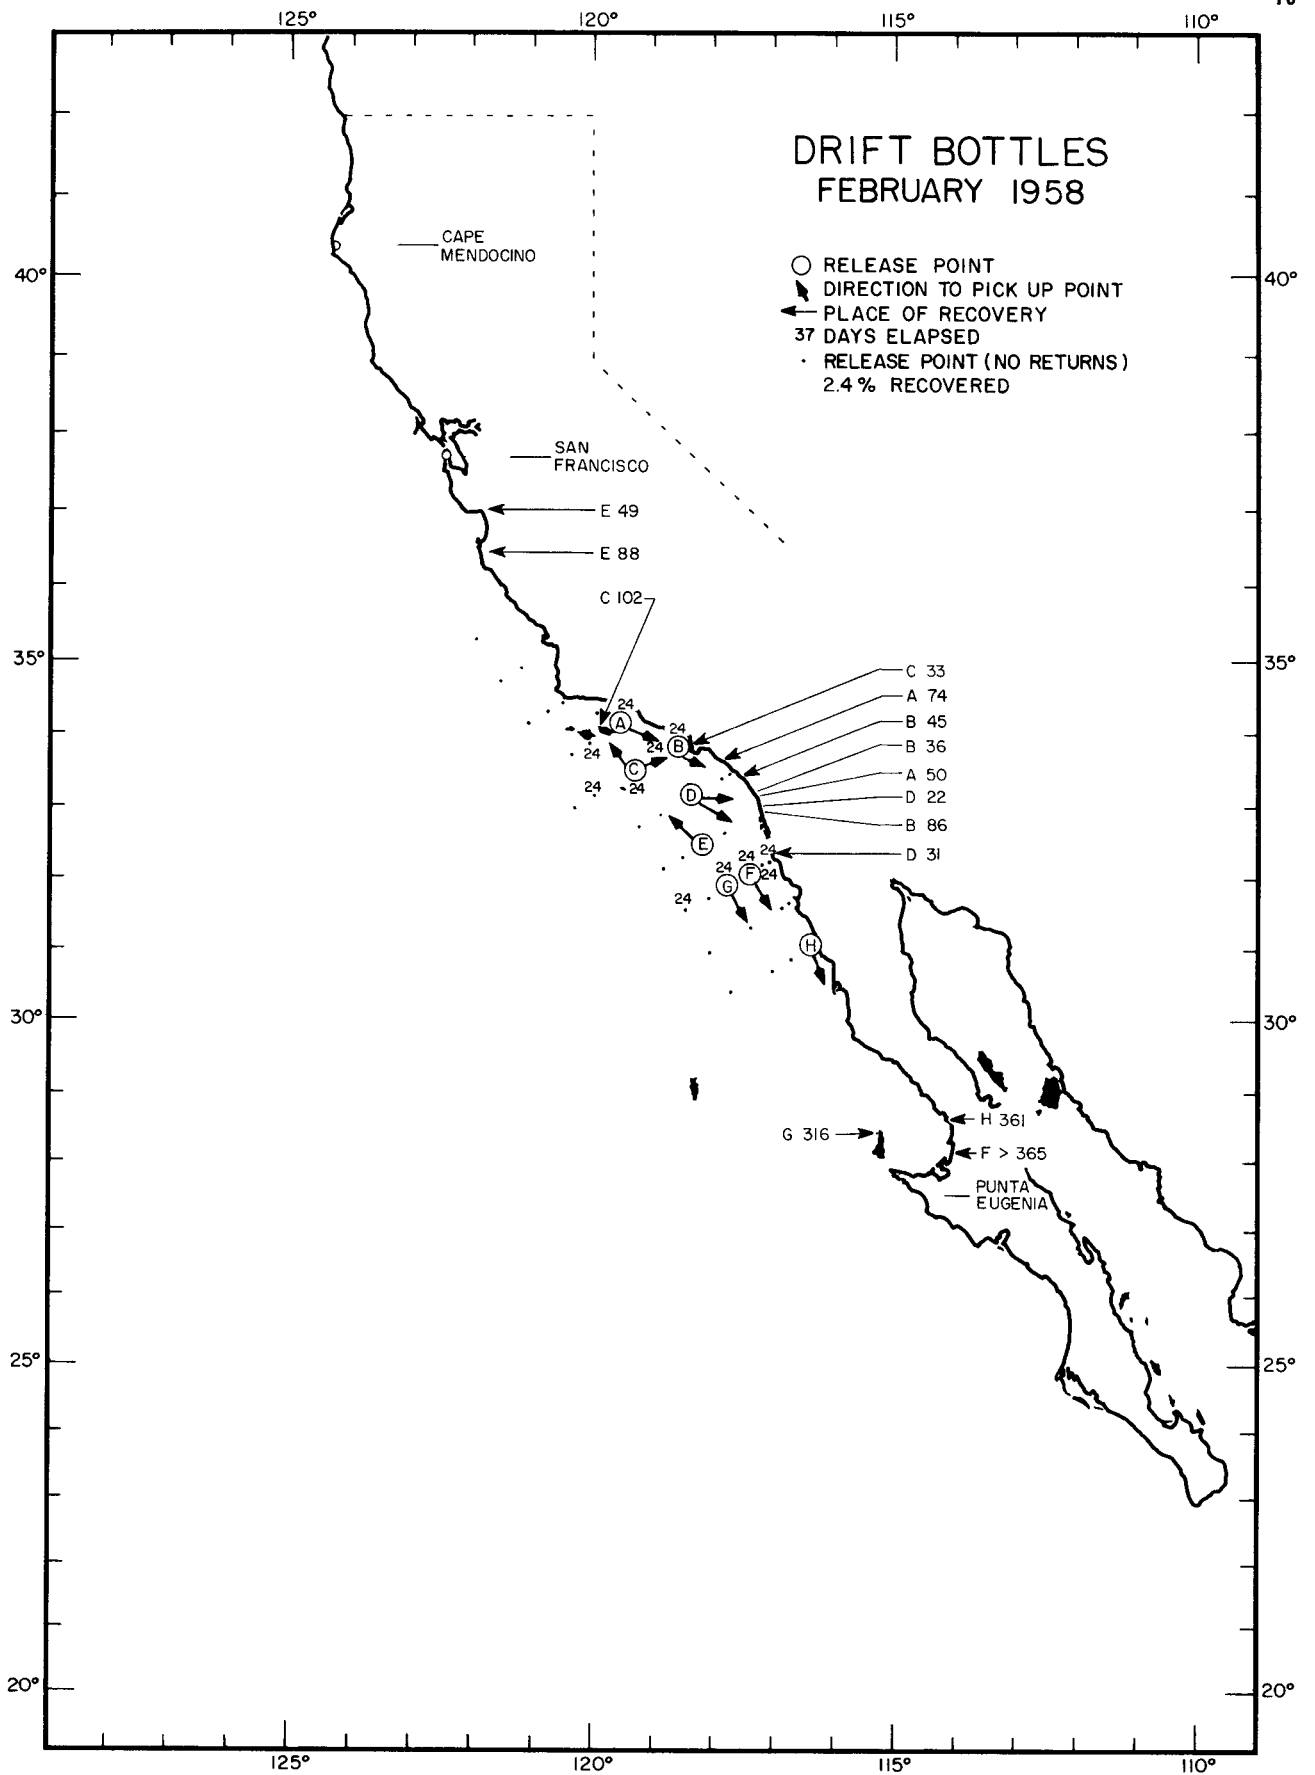 125° 120° 115° 110°
DRIFT BOTTLES
FEBRUARY 1958
RELEASE POINT
DIRECTION TO PICK UP POINT
PLACE OF RECOVERY
37 DAYS ELAPSED
RELEASE POINT (NO RETURNS)
2.4% RECOVERED
CAPE
MENDOCINO
40° 40°
SAN
FRANCISCO
E 49
E 88
C 102
35° 35°
C 33
A 74
B 45
B 36
A 50
D 22
B 86
D 31
24
A
24
B
24
24
C
24
24
D
E
24
24
24
F
24
G
24
H
30° 30°
H 361
G 316
F > 365
PUNTA
EUGENIA
25° 25°
20° 20°
125° 120° 115° 110°